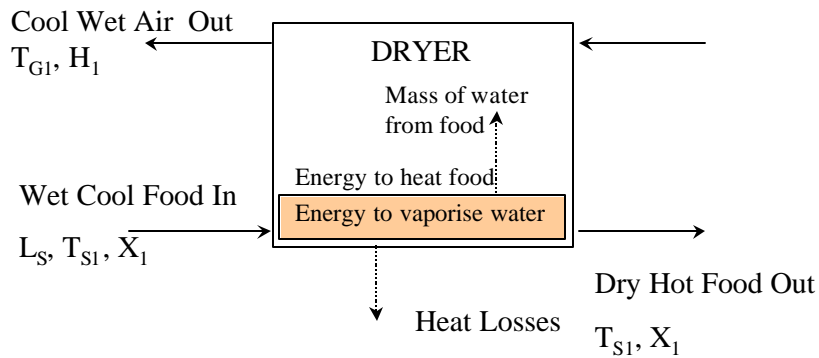 Cool Wet Air Out
T_G1, H_1
DRYER
Mass of water
from food
Energy to heat food
Wet Cool Food In
Energy to vaporise water
L_S, T_S1, X_1
Dry Hot Food Out
Heat Losses
T_S1, X_1